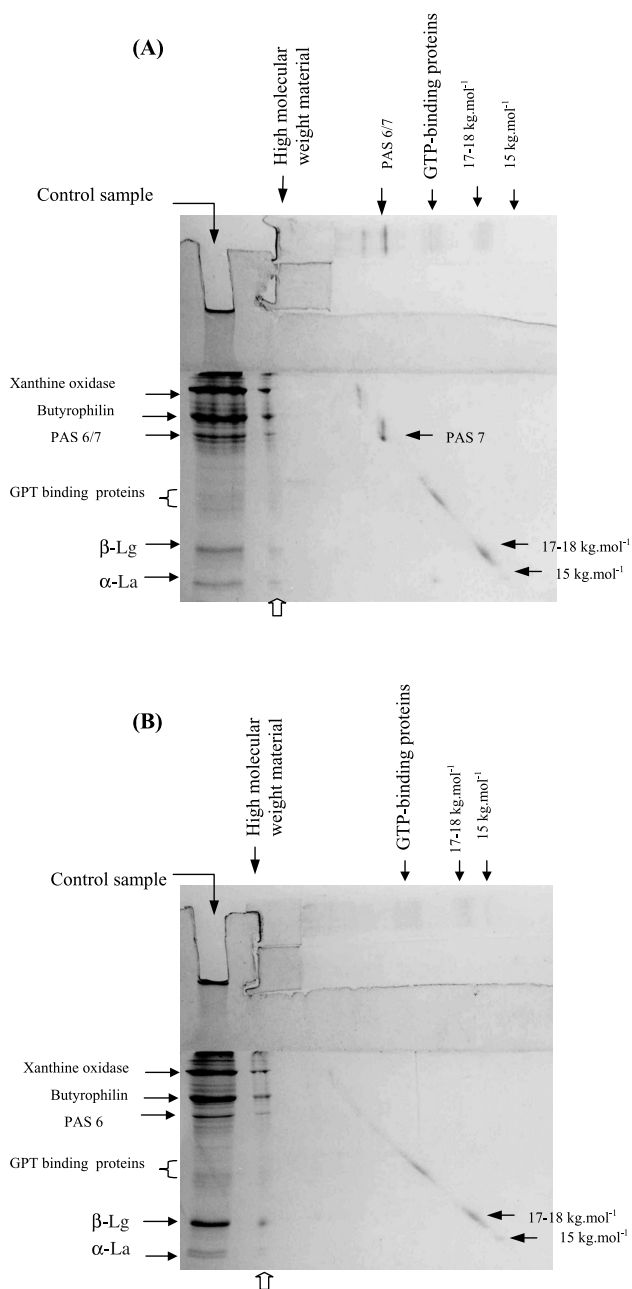 (A)
High molecular
weight material
PAS 6/7
GTP-binding proteins
17-18 kg.mol⁻¹
15 kg.mol⁻¹
Control sample
Xanthine oxidase
Butyrophilin
PAS 6/7
PAS 7
GPT binding proteins
β-Lg
17-18 kg.mol⁻¹
α-La
15 kg.mol⁻¹
(B)
High molecular
weight material
GTP-binding proteins
17-18 kg.mol⁻¹
15 kg.mol⁻¹
Control sample
Xanthine oxidase
Butyrophilin
PAS 6
GPT binding proteins
β-Lg
17-18 kg.mol⁻¹
α-La
15 kg.mol⁻¹